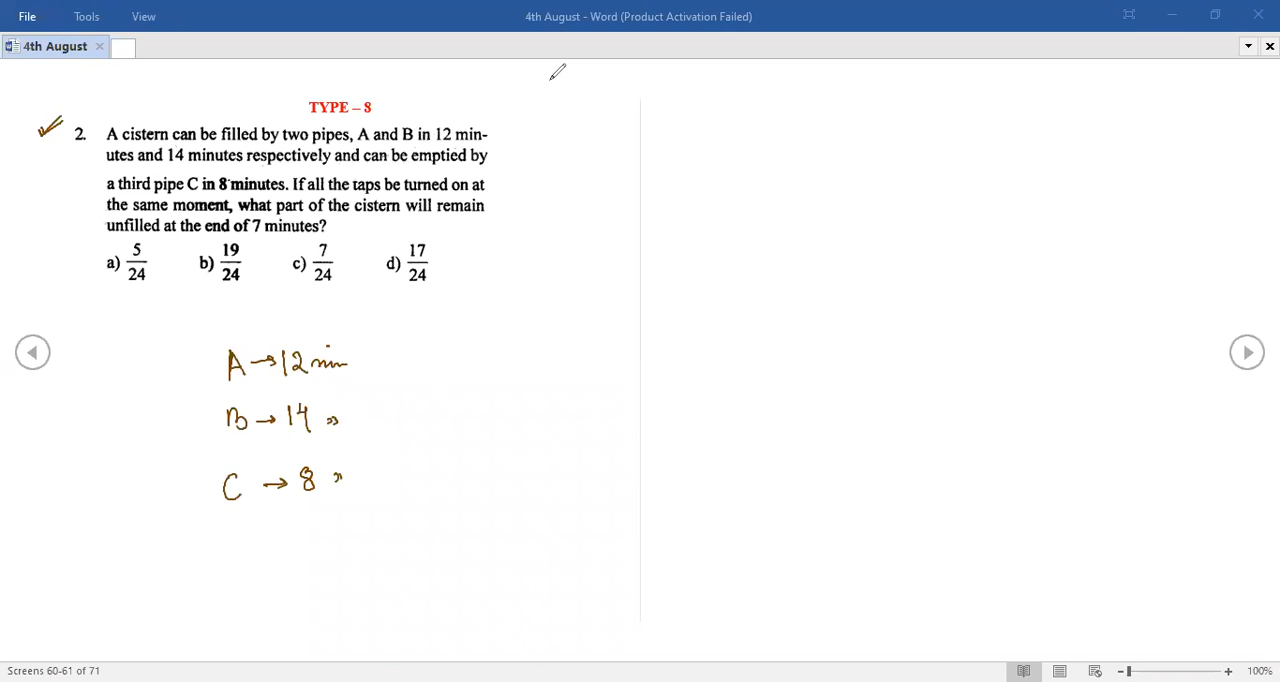 File Tools View 4th August - Word (Product Activation Failed)
4th August
TYPE – 8
2. A cistern can be filled by two pipes, A and B in 12 min-
utes and 14 minutes respectively and can be emptied by
a third pipe C in 8 minutes. If all the taps be turned on at
the same moment, what part of the cistern will remain
unfilled at the end of 7 minutes?
a) 5/24 b) 19/24 c) 7/24 d) 17/24
A → 12 min
B → 14 "
C → 8 "
Screens 60-61 of 71 100%